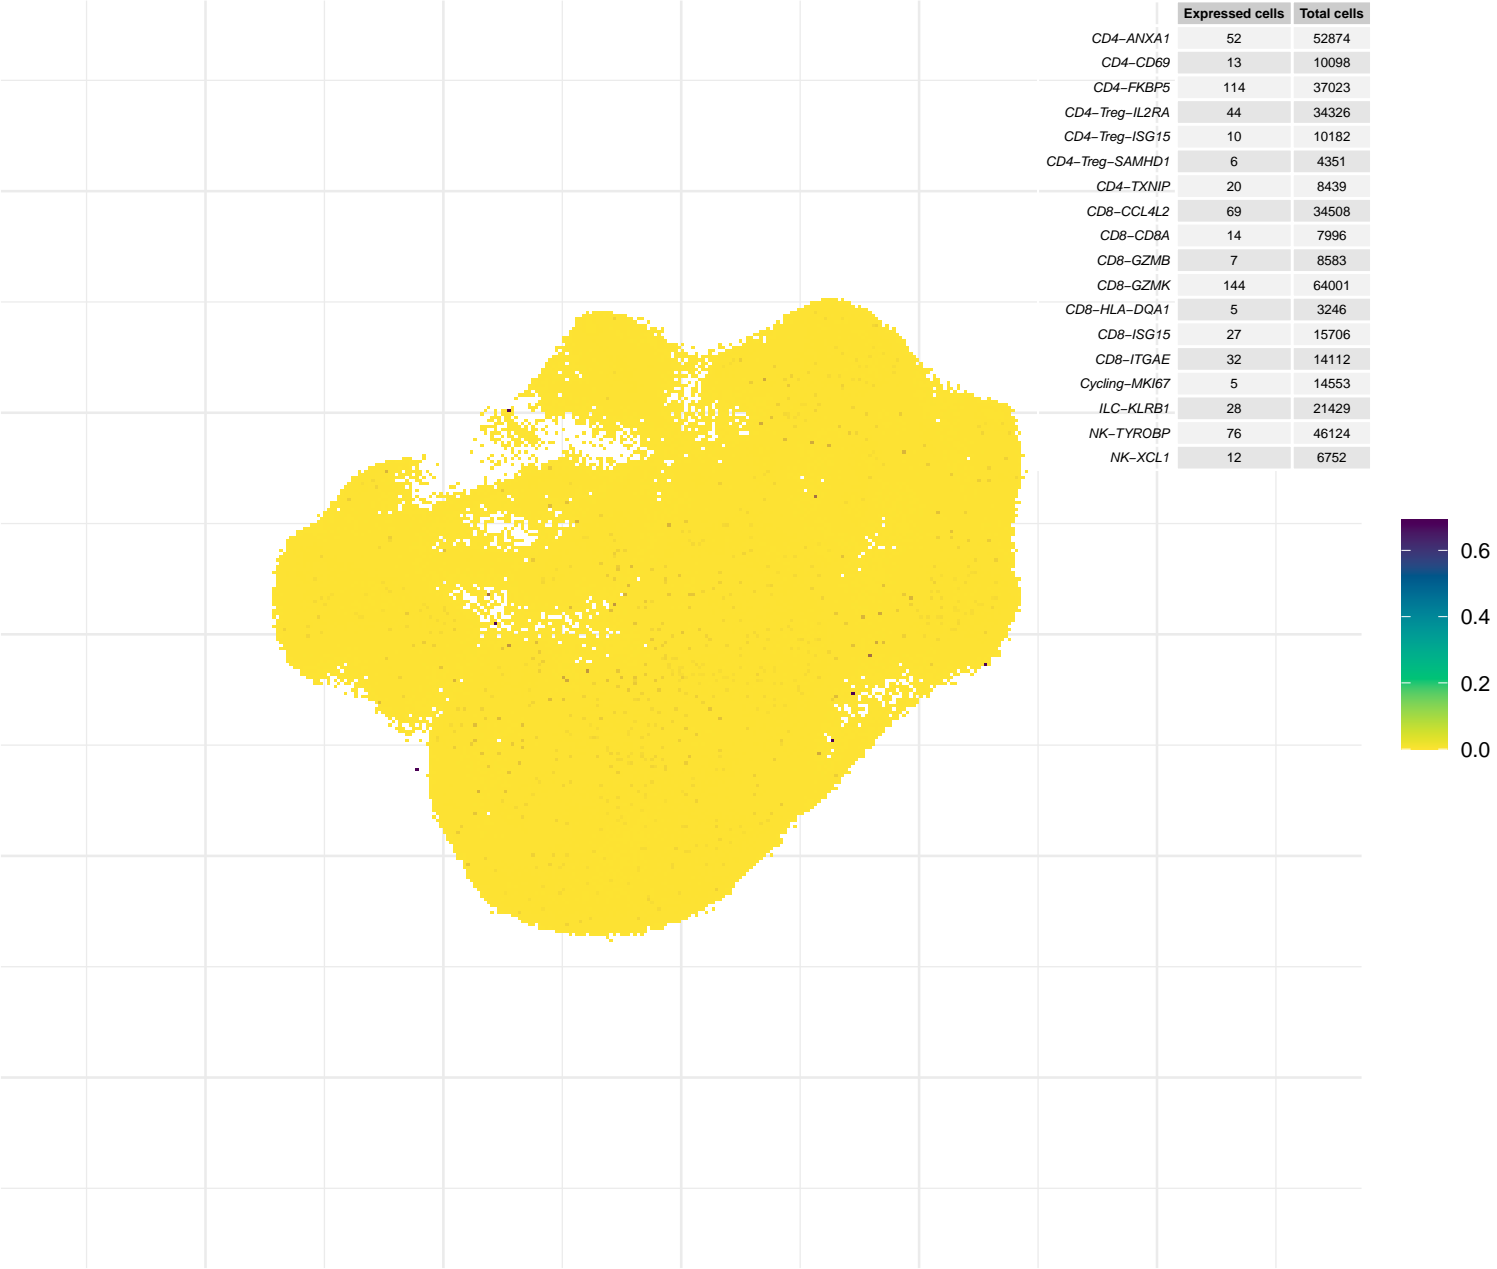 Expressed cells Total cells
CD4−ANXA1 52 52874
CD4−CD69 13 10098
CD4−FKBP5 114 37023
CD4−Treg−IL2RA 44 34326
CD4−Treg−ISG15 10 10182
CD4−Treg−SAMHD1 6 4351
CD4−TXNIP 20 8439
CD8−CCL4L2 69 34508
CD8−CD8A 14 7996
CD8−GZMB 7 8583
CD8−GZMK 144 64001
CD8−HLA−DQA1 5 3246
CD8−ISG15 27 15706
CD8−ITGAE 32 14112
Cycling−MKI67 5 14553
ILC−KLRB1 28 21429
NK−TYROBP 76 46124
NK−XCL1 12 6752
0.6
0.4
0.2
0.0